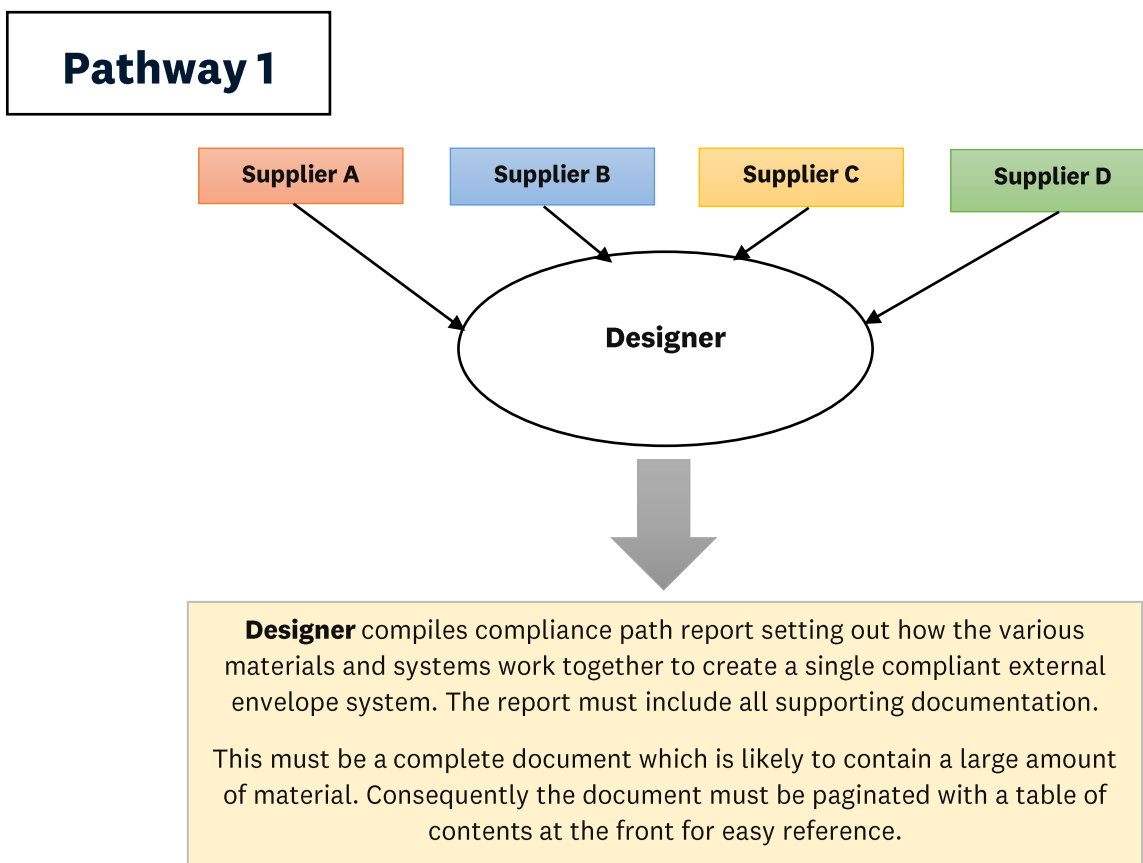 Pathway 1
Supplier A
Supplier B
Supplier C
Supplier D
Designer
Designer compiles compliance path report setting out how the various
materials and systems work together to create a single compliant external
envelope system. The report must include all supporting documentation.
This must be a complete document which is likely to contain a large amount
of material. Consequently the document must be paginated with a table of
contents at the front for easy reference.